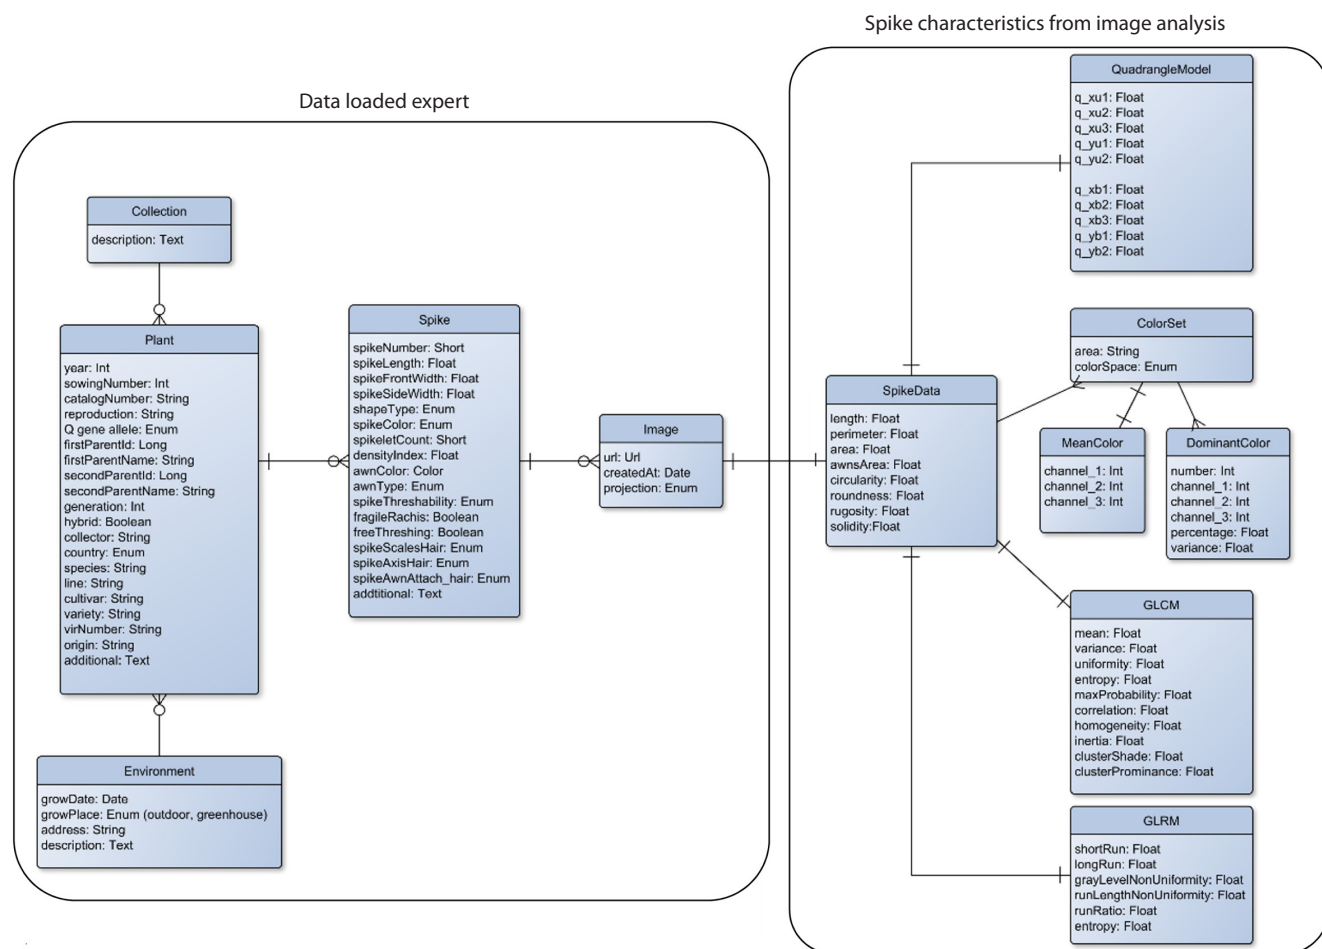 Spike characteristics from image analysis
Data loaded expert
Collection
description: Text
Plant
year: Int
sowingNumber: Int
catalogNumber: String
reproduction: String
Q gene allele: Enum
firstParentId: Long
firstParentName: String
secondParentId: Long
secondParentName: String
generation: Int
hybrid: Boolean
collector: String
country: Enum
species: String
line: String
cultivar: String
variety: String
virNumber: String
origin: String
additional: Text
Environment
growDate: Date
growPlace: Enum (outdoor, greenhouse)
address: String
description: Text
Spike
spikeNumber: Short
spikeLength: Float
spikeFrontWidth: Float
spikeSideWidth: Float
shapeType: Enum
spikeColor: Enum
spikeletCount: Short
densityIndex: Float
awnColor: Color
awnType: Enum
spikeThreshability: Enum
fragileRachis: Boolean
freeThreshing: Boolean
spikeScalesHair: Enum
spikeAxisHair: Enum
spikeAwnAttach_hair: Enum
addtitional: Text
Image
url: Url
createdAt: Date
projection: Enum
SpikeData
length: Float
perimeter: Float
area: Float
awnsArea: Float
circularity: Float
roundness: Float
rugosity: Float
solidity:Float
QuadrangleModel
q_xu1: Float
q_xu2: Float
q_xu3: Float
q_yu1: Float
q_yu2: Float
q_xb1: Float
q_xb2: Float
q_xb3: Float
q_yb1: Float
q_yb2: Float
ColorSet
area: String
colorSpace: Enum
MeanColor
channel_1: Int
channel_2: Int
channel_3: Int
DominantColor
number: Int
channel_1: Int
channel_2: Int
channel_3: Int
percentage: Float
variance: Float
GLCM
mean: Float
variance: Float
uniformity: Float
entropy: Float
maxProbability: Float
correlation: Float
homogeneity: Float
inertia: Float
clusterShade: Float
clusterProminance: Float
GLRM
shortRun: Float
longRun: Float
grayLevelNonUniformity: Float
runLengthNonUniformity: Float
runRatio: Float
entropy: Float